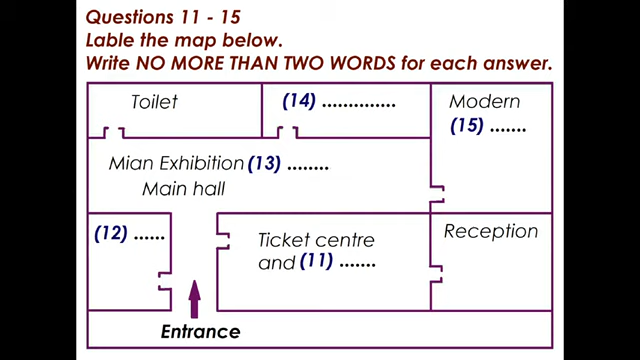 Questions 11 - 15
Lable the map below.
Write NO MORE THAN TWO WORDS for each answer.
Toilet
(14) ...............
Modern
(15) .......
Mian Exhibition (13) ........
Main hall
(12) ......
Ticket centre
and (11) .......
Reception
Entrance